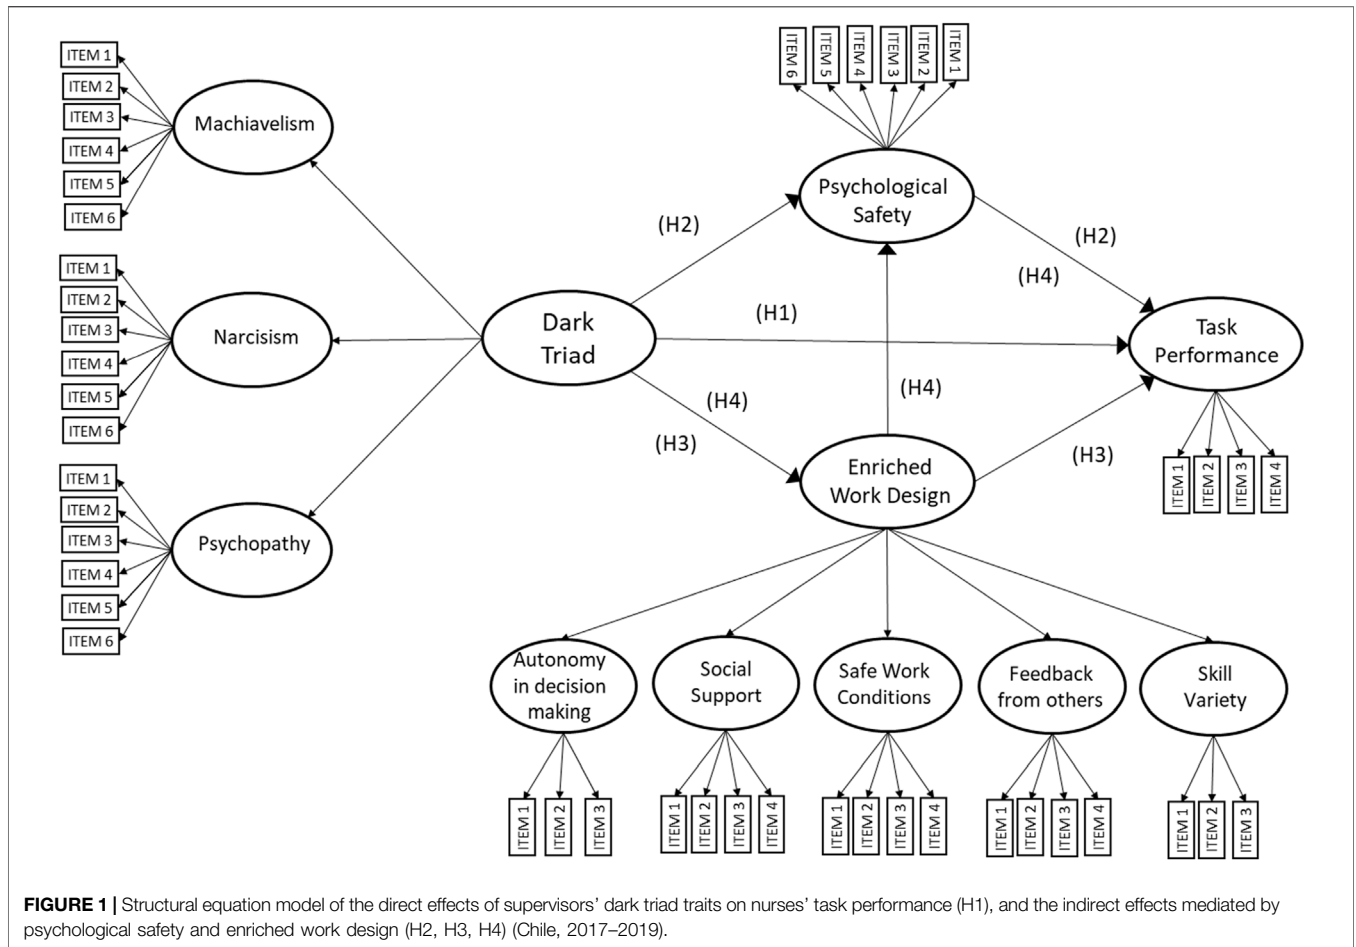 ITEM 1
ITEM 2
ITEM 3
ITEM 4
ITEM 5
ITEM 6
Machiavelism
ITEM 1
ITEM 2
ITEM 3
ITEM 4
ITEM 5
ITEM 6
Narcisism
ITEM 1
ITEM 2
ITEM 3
ITEM 4
ITEM 5
ITEM 6
Psychopathy
Dark
Triad
(H2)
(H1)
(H4)
(H3)
ITEM 6
ITEM 5
ITEM 4
ITEM 3
ITEM 2
ITEM 1
Psychological
Safety
(H2)
(H4)
(H4)
(H3)
Task
Performance
ITEM 1
ITEM 2
ITEM 3
ITEM 4
Enriched
Work Design
Autonomy
in decision
making
ITEM 1
ITEM 2
ITEM 3
Social
Support
ITEM 1
ITEM 2
ITEM 3
ITEM 4
Safe Work
Conditions
ITEM 1
ITEM 2
ITEM 3
ITEM 4
Feedback
from others
ITEM 1
ITEM 2
ITEM 3
ITEM 4
Skill
Variety
ITEM 1
ITEM 2
ITEM 3
FIGURE 1 | Structural equation model of the direct effects of supervisors' dark triad traits on nurses' task performance (H1), and the indirect effects mediated by
psychological safety and enriched work design (H2, H3, H4) (Chile, 2017–2019).